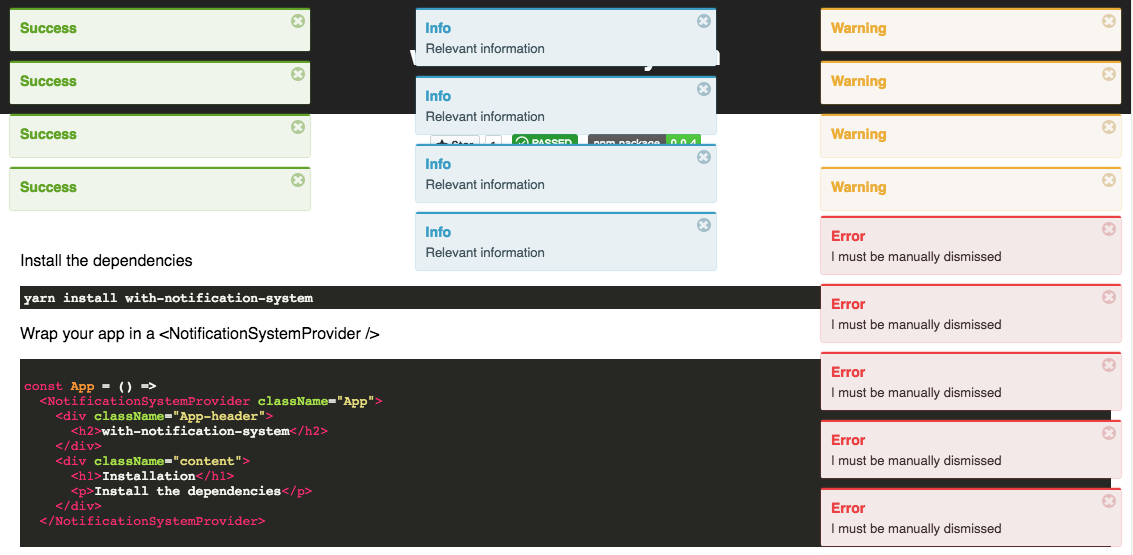 Success
Success
Success
Success
Info
Relevant information
Info
Relevant information
Info
Relevant information
Info
Relevant information
Warning
Warning
Warning
Warning
Error
I must be manually dismissed
Error
I must be manually dismissed
Error
I must be manually dismissed
Error
I must be manually dismissed
Error
I must be manually dismissed
Star
PASSED
npm package 0.0.4
Install the dependencies
yarn install with-notification-system
Wrap your app in a <NotificationSystemProvider />
const App = () =>
<NotificationSystemProvider className="App">
<div className="App-header">
<h2>with-notification-system</h2>
</div>
<div className="content">
<h1>Installation</h1>
<p>Install the dependencies</p>
</div>
</NotificationSystemProvider>